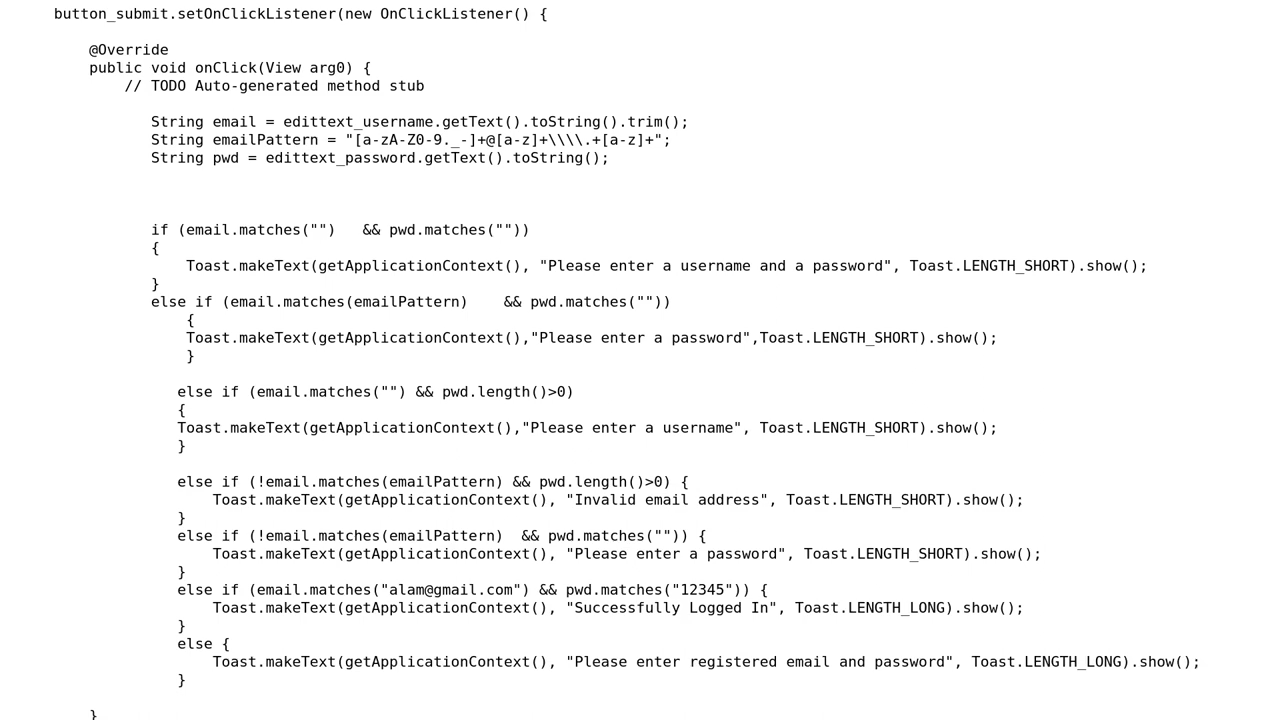 button_submit.setOnClickListener(new OnClickListener() {
@Override
public void onClick(View arg0) {
// TODO Auto-generated method stub
String email = edittext_username.getText().toString().trim();
String emailPattern = "[a-zA-Z0-9._-]+@[a-z]+\\\\.+[a-z]+";
String pwd = edittext_password.getText().toString();
if (email.matches("")   && pwd.matches(""))
{
Toast.makeText(getApplicationContext(), "Please enter a username and a password", Toast.LENGTH_SHORT).show();
}
else if (email.matches(emailPattern)    && pwd.matches(""))
{
Toast.makeText(getApplicationContext(),"Please enter a password",Toast.LENGTH_SHORT).show();
}
else if (email.matches("") && pwd.length()>0)
{
Toast.makeText(getApplicationContext(),"Please enter a username", Toast.LENGTH_SHORT).show();
}
else if (!email.matches(emailPattern) && pwd.length()>0) {
Toast.makeText(getApplicationContext(), "Invalid email address", Toast.LENGTH_SHORT).show();
}
else if (!email.matches(emailPattern)  && pwd.matches("")) {
Toast.makeText(getApplicationContext(), "Please enter a password", Toast.LENGTH_SHORT).show();
}
else if (email.matches("alam@gmail.com") && pwd.matches("12345")) {
Toast.makeText(getApplicationContext(), "Successfully Logged In", Toast.LENGTH_LONG).show();
}
else {
Toast.makeText(getApplicationContext(), "Please enter registered email and password", Toast.LENGTH_LONG).show();
}
}